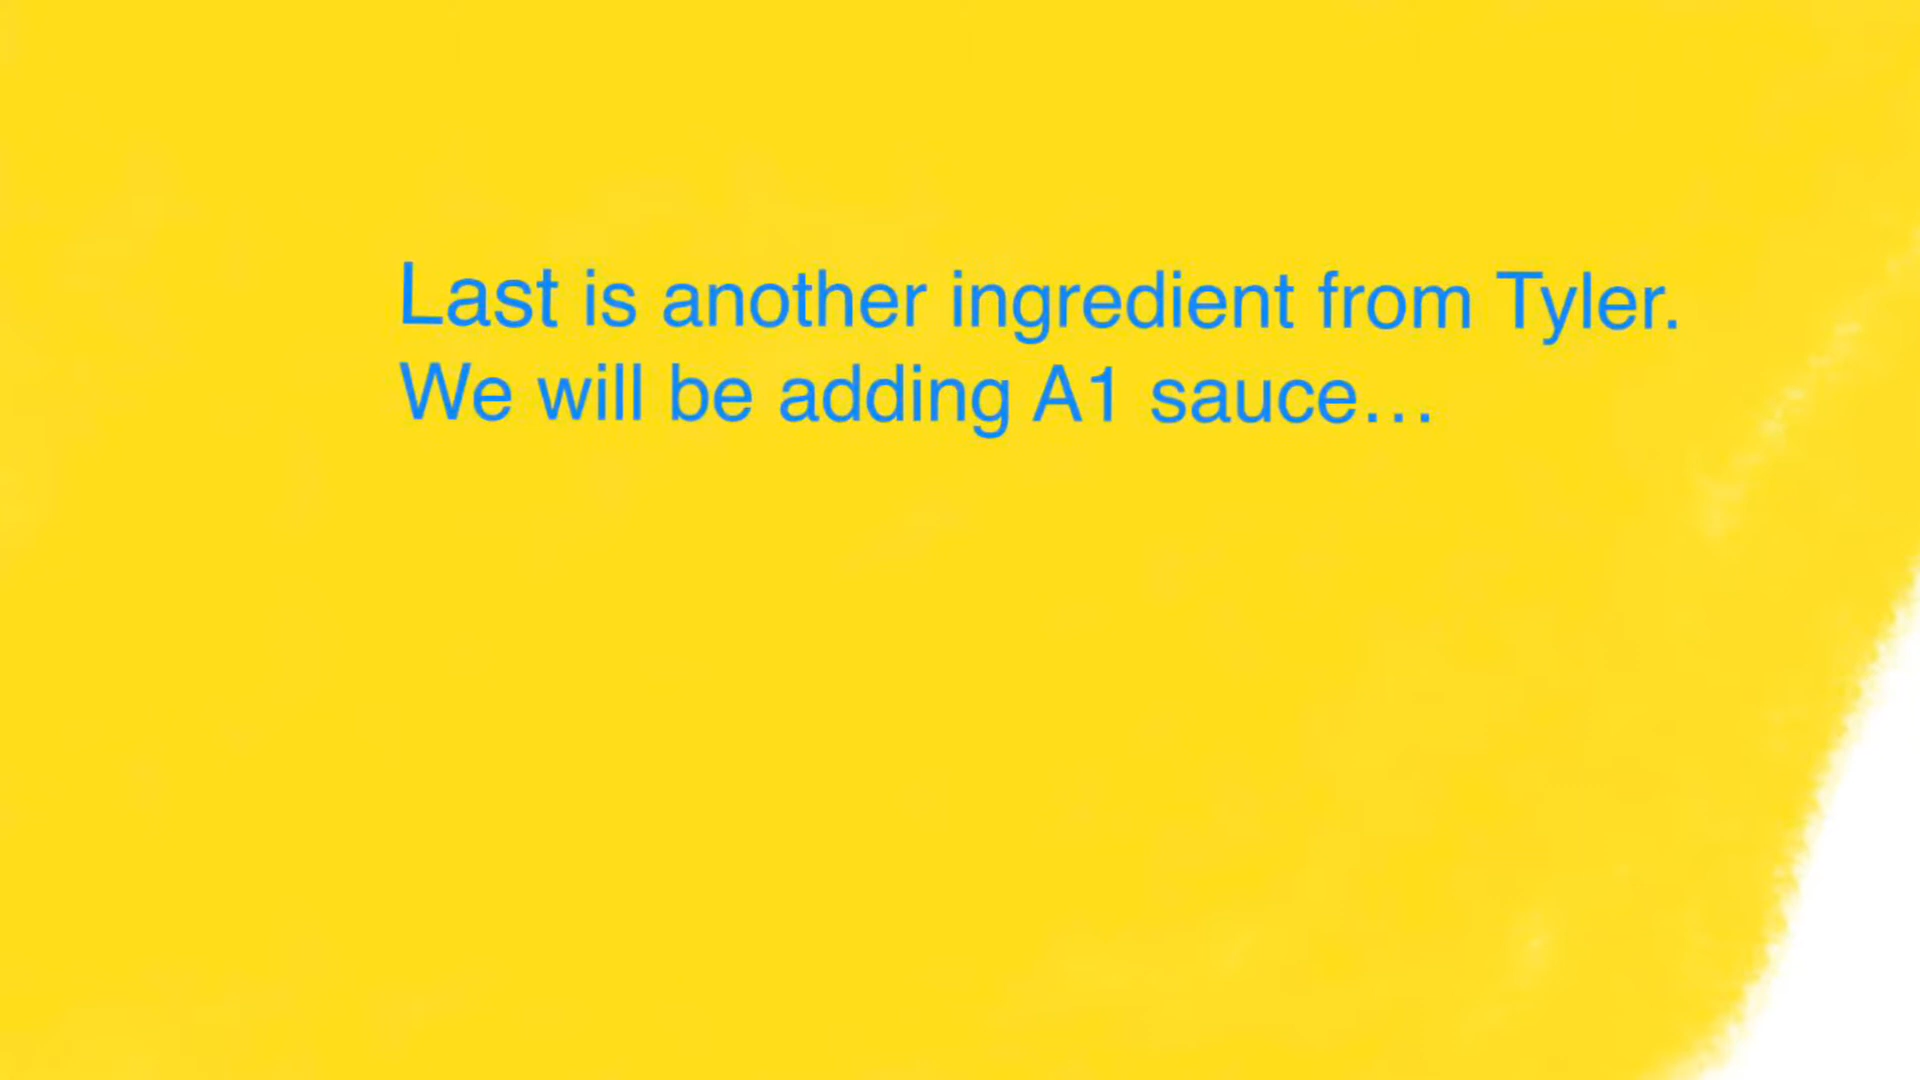 Last is another ingredient from Tyler.
We will be adding A1 sauce...